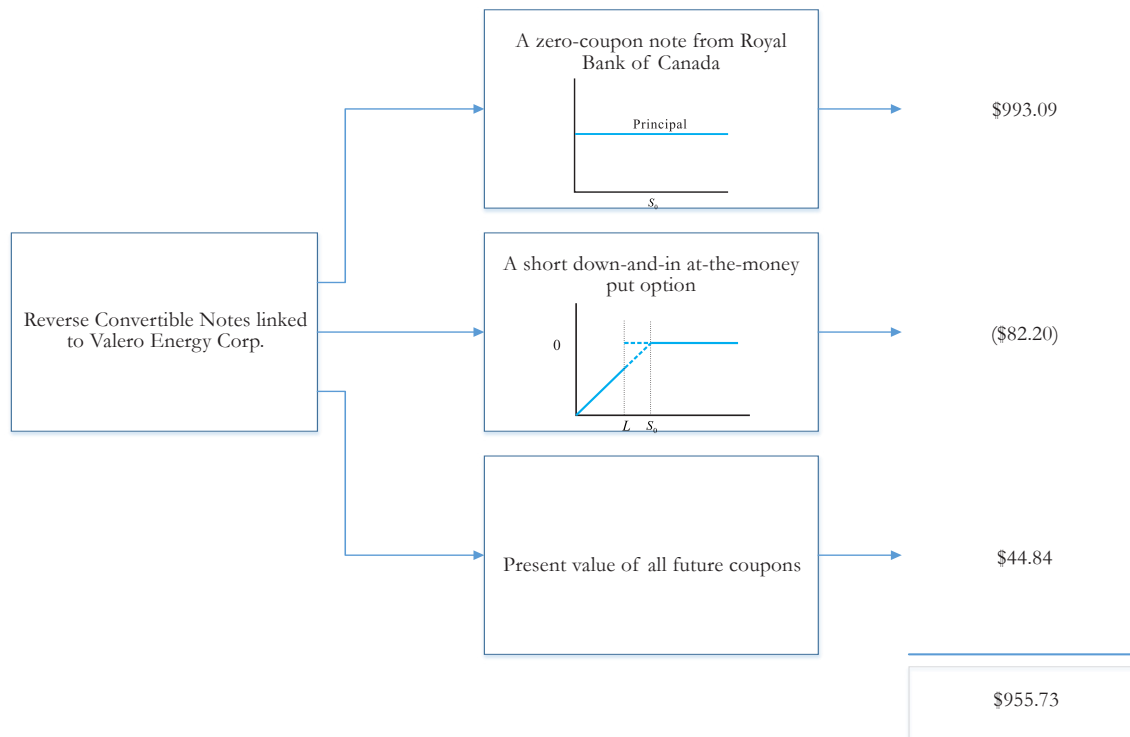 A zero-coupon note from Royal
Bank of Canada
Principal
S₀
$993.09
Reverse Convertible Notes linked
to Valero Energy Corp.
A short down-and-in at-the-money
put option
0
L S₀
($82.20)
Present value of all future coupons
$44.84
$955.73